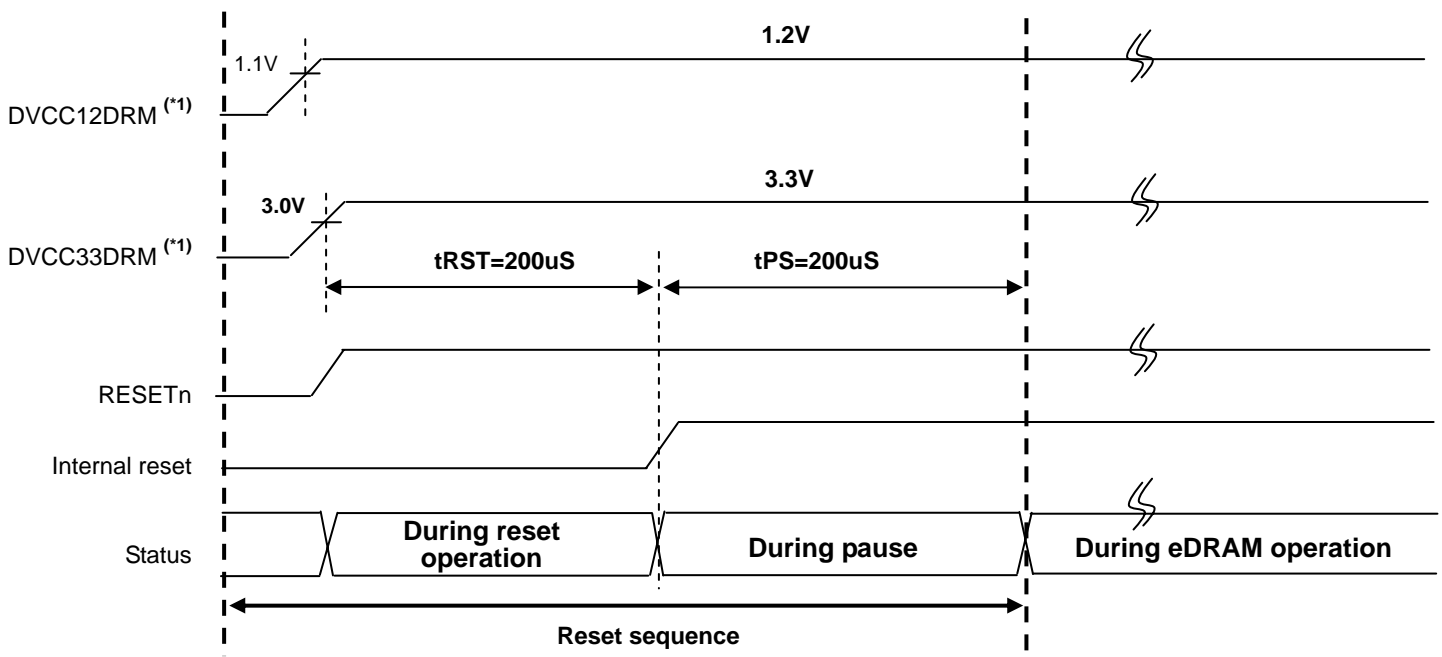 1.2V
1.1V
DVCC12DRM (*1)
3.3V
3.0V
DVCC33DRM (*1)
tRST=200uS
tPS=200uS
RESETn
Internal reset
Status
During reset
operation
During pause
During eDRAM operation
Reset sequence